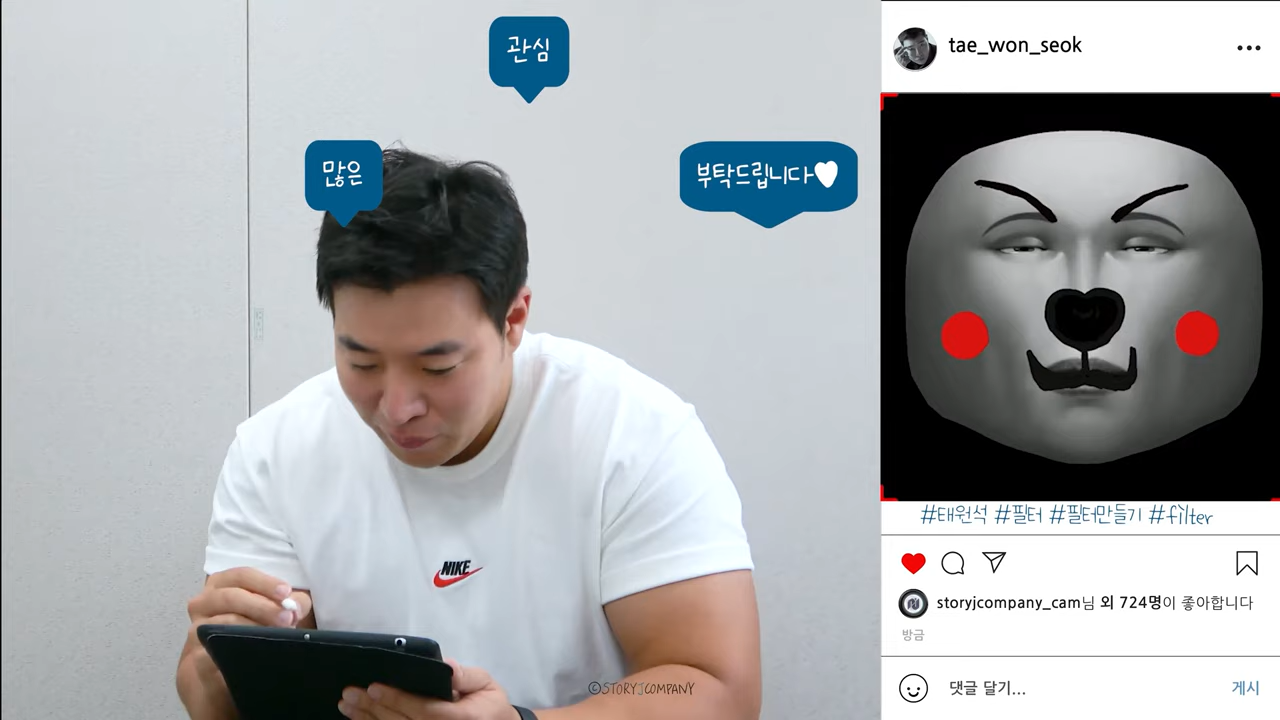 관심
많은
부탁드립니다♥
NIKE
©STORYJCOMPANY
tae_won_seok
#태원석 #필터 #필터만들기 #filter
storyjcompany_cam님 외 724명이 좋아합니다
방금
댓글 달기...
게시